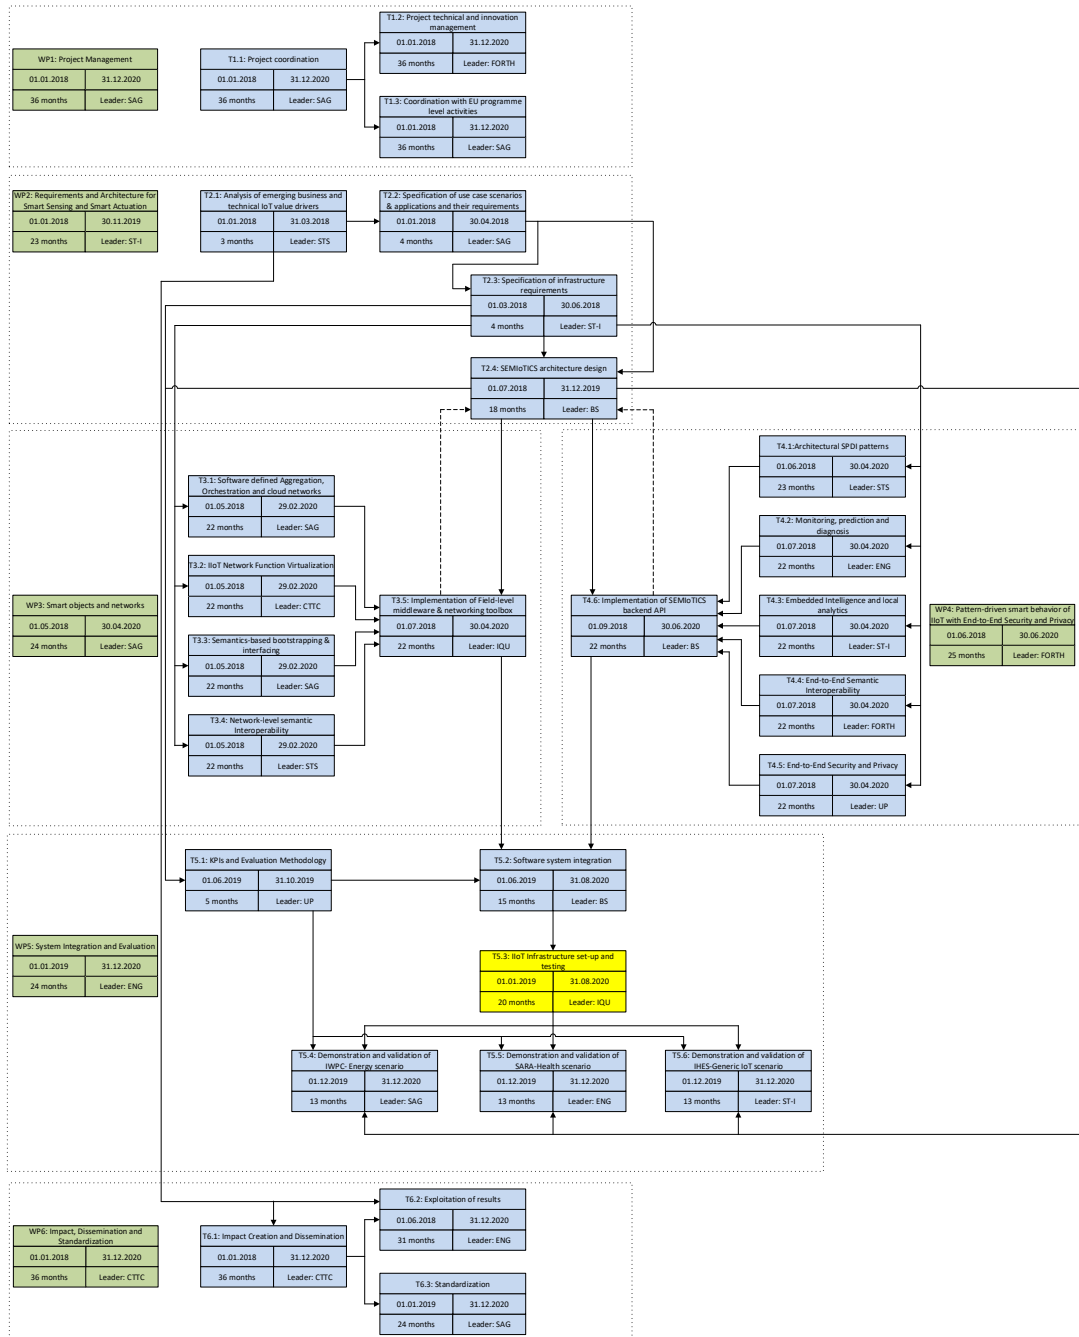 T1.2: Project technical and innovation
management
01.01.2018 31.12.2020
36 months Leader: FORTH
WP1: Project Management
01.01.2018 31.12.2020
36 months Leader: SAG
T1.1: Project coordination
01.01.2018 31.12.2020
36 months Leader: SAG
T1.3: Coordination with EU programme
level activities
01.01.2018 31.12.2020
36 months Leader: SAG
WP2: Requirements and Architecture for
Smart Sensing and Smart Actuation
01.01.2018 30.11.2019
23 months Leader: ST-I
T2.1: Analysis of emerging business and
technical IoT value drivers
01.01.2018 31.03.2018
3 months Leader: STS
T2.2: Specification of use case scenarios
& applications and their requirements
01.01.2018 30.04.2018
4 months Leader: SAG
T2.3: Specification of infrastructure
requirements
01.03.2018 30.06.2018
4 months Leader: ST-I
T2.4: SEMIoTICS architecture design
01.07.2018 31.12.2019
18 months Leader: BS
T3.1: Software defined Aggregation,
Orchestration and cloud networks
01.05.2018 29.02.2020
22 months Leader: SAG
T3.2: IIoT Network Function Virtualization
01.05.2018 29.02.2020
22 months Leader: CTTC
WP3: Smart objects and networks
01.05.2018 30.04.2020
24 months Leader: SAG
T3.3: Semantics-based bootstrapping &
interfacing
01.05.2018 29.02.2020
22 months Leader: SAG
T3.4: Network-level semantic
Interoperability
01.05.2018 29.02.2020
22 months Leader: STS
T3.5: Implementation of Field-level
middleware & networking toolbox
01.07.2018 30.04.2020
22 months Leader: IQU
T4.6: Implementation of SEMIoTICS
backend API
01.09.2018 30.06.2020
22 months Leader: BS
T4.1:Architectural SPDI patterns
01.06.2018 30.04.2020
23 months Leader: STS
T4.2: Monitoring, prediction and
diagnosis
01.07.2018 30.04.2020
22 months Leader: ENG
T4.3: Embedded Intelligence and local
analytics
01.07.2018 30.04.2020
22 months Leader: ST-I
T4.4: End-to-End Semantic
Interoperability
01.07.2018 30.04.2020
22 months Leader: FORTH
T4.5: End-to-End Security and Privacy
01.07.2018 30.04.2020
22 months Leader: UP
WP4: Pattern-driven smart behavior of
IIoT with End-to-End Security and Privacy
01.06.2018 30.06.2020
25 months Leader: FORTH
T5.1: KPIs and Evaluation Methodology
01.06.2019 31.10.2019
5 months Leader: UP
T5.2: Software system integration
01.06.2019 31.08.2020
15 months Leader: BS
WP5: System Integration and Evaluation
01.01.2019 31.12.2020
24 months Leader: ENG
T5.3: IIoT Infrastructure set-up and
testing
01.01.2019 31.08.2020
20 months Leader: IQU
T5.4: Demonstration and validation of
IWPC- Energy scenario
01.12.2019 31.12.2020
13 months Leader: SAG
T5.5: Demonstration and validation of
SARA-Health scenario
01.12.2019 31.12.2020
13 months Leader: ENG
T5.6: Demonstration and validation of
IHES-Generic IoT scenario
01.12.2019 31.12.2020
13 months Leader: ST-I
T6.2: Exploitation of results
01.06.2018 31.12.2020
31 months Leader: ENG
WP6: Impact, Dissemination and
Standardization
01.01.2018 31.12.2020
36 months Leader: CTTC
T6.1: Impact Creation and Dissemination
01.01.2018 31.12.2020
36 months Leader: CTTC
T6.3: Standardization
01.01.2019 31.12.2020
24 months Leader: SAG